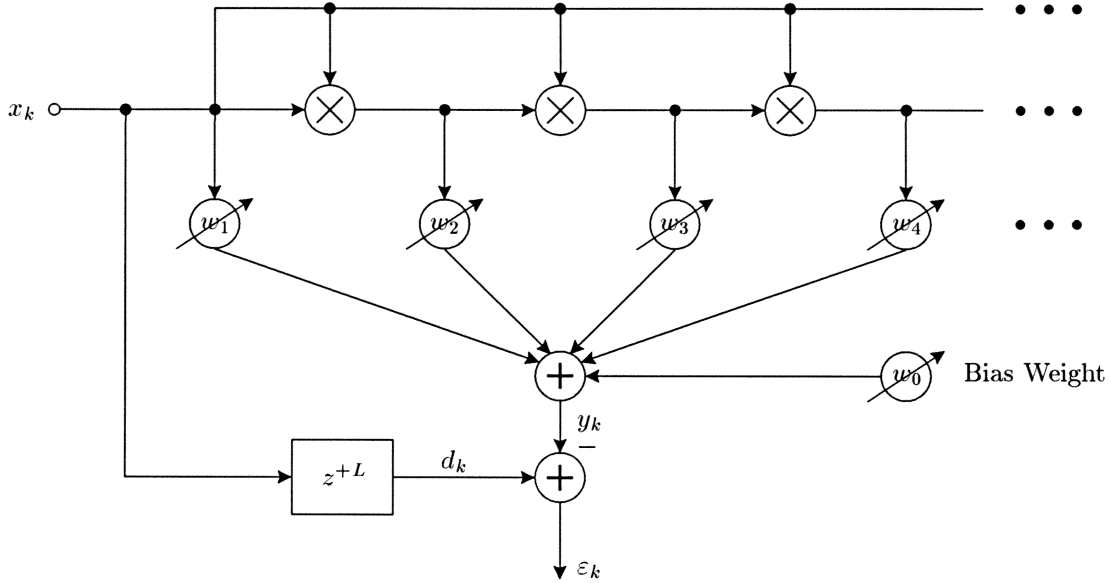 x_k
w_1 w_2 w_3 w_4
w_0 Bias Weight
y_k
−
z^{+L} d_k
ε_k